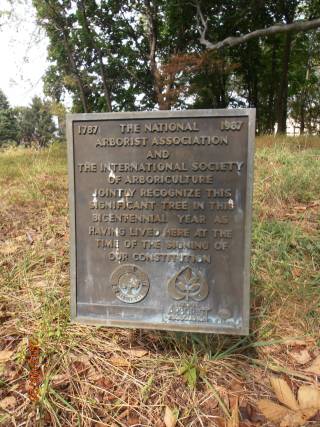 1787 THE NATIONAL 1987
ARBORIST ASSOCIATION
AND
THE INTERNATIONAL SOCIETY
OF ARBORICULTURE
JOINTLY RECOGNIZE THIS
SIGNIFICANT TREE IN THIS
BICENTENNIAL YEAR AS
HAVING LIVED HERE AT THE
TIME OF THE SIGNING OF
OUR CONSTITUTION
ARBORIST